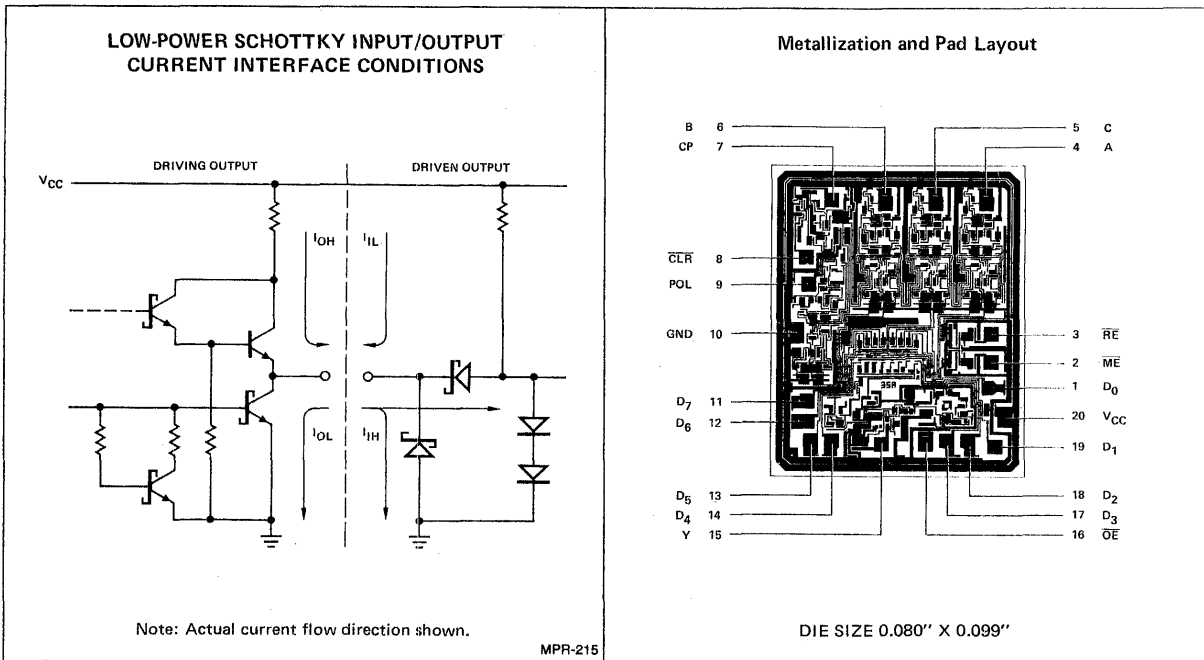 LOW-POWER SCHOTTKY INPUT/OUTPUT
CURRENT INTERFACE CONDITIONS
DRIVING OUTPUT
DRIVEN OUTPUT
VCC
IOH
IIL
IOL
IIH
Note: Actual current flow direction shown.
MPR-215
Metallization and Pad Layout
B 6
CP 7
5 C
4 A
CLR 8
POL 9
GND 10
3 RE
2 ME
1 D0
D7 11
D6 12
20 VCC
19 D1
D5 13
D4 14
Y 15
18 D2
17 D3
16 OE
DIE SIZE 0.080" X 0.099"